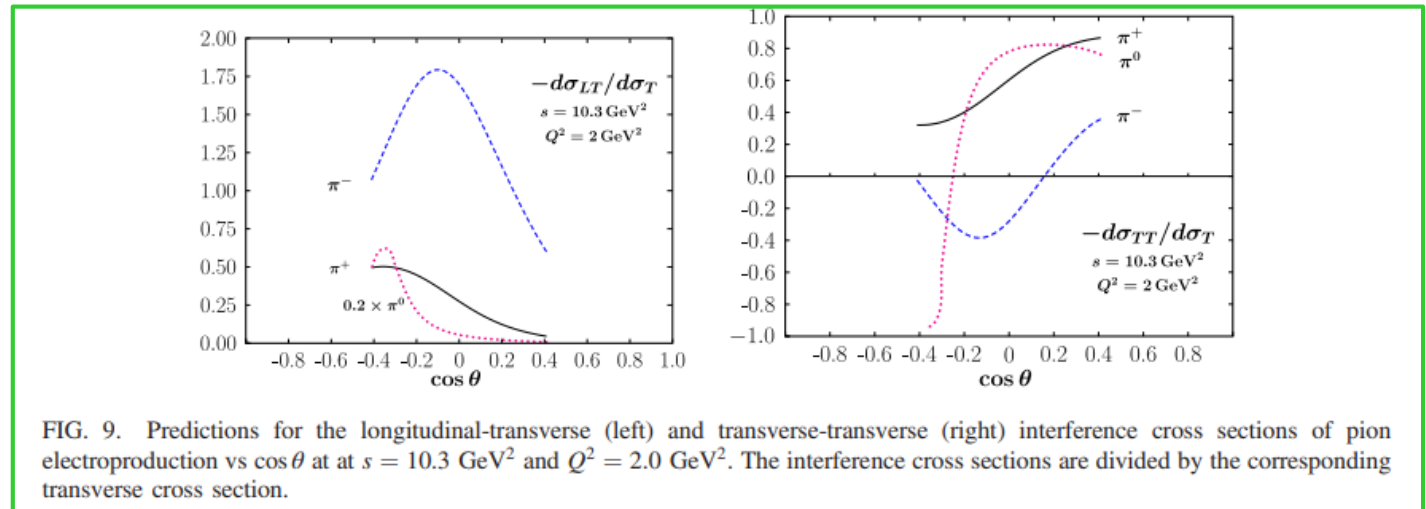 2.00
1.75
1.50
1.25
1.00
0.75
0.50
0.25
0.00
-0.8 -0.6 -0.4 -0.2 0 0.2 0.4 0.6 0.8 1.0
cos θ
−dσ_LT/dσ_T
s = 10.3 GeV²
Q² = 2 GeV²
π⁻
π⁺
0.2 × π⁰
1.0
0.8
0.6
0.4
0.2
0.0
-0.2
-0.4
-0.6
-0.8
−1.0
-0.8 -0.6 -0.4 -0.2 0 0.2 0.4 0.6 0.8
cos θ
π⁺
π⁰
π⁻
−dσ_TT/dσ_T
s = 10.3 GeV²
Q² = 2 GeV²
FIG. 9. Predictions for the longitudinal-transverse (left) and transverse-transverse (right) interference cross sections of pion
electroproduction vs cos θ at at s = 10.3 GeV² and Q² = 2.0 GeV². The interference cross sections are divided by the corresponding
transverse cross section.